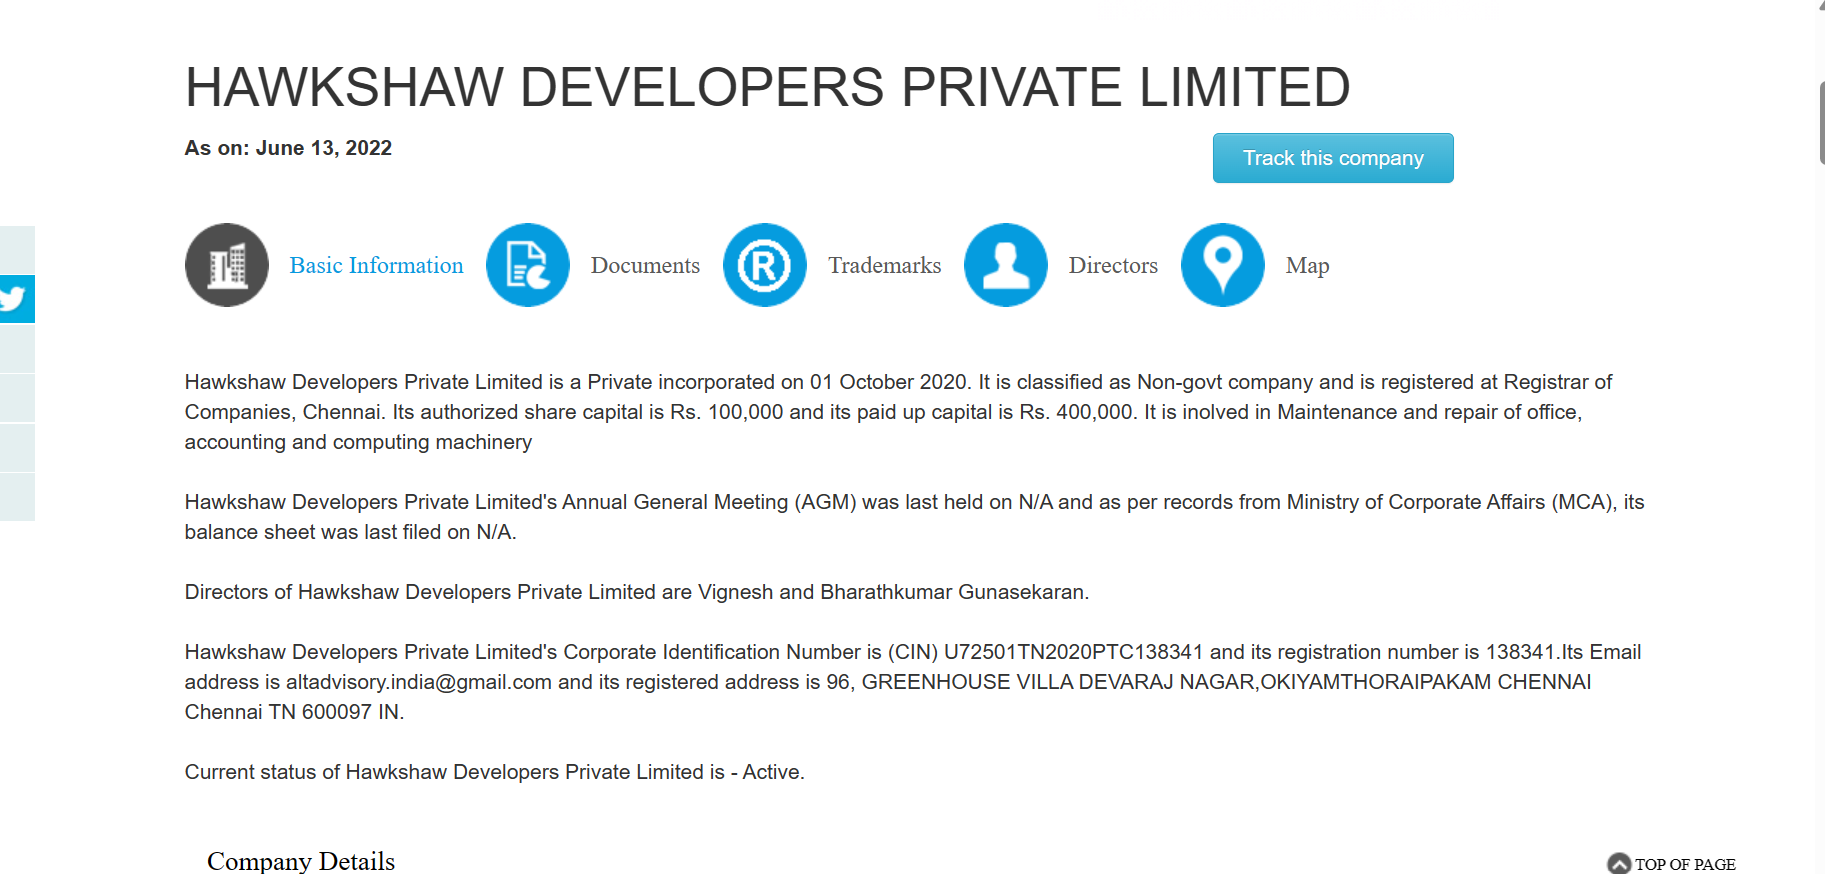 HAWKSHAW DEVELOPERS PRIVATE LIMITED
As on: June 13, 2022
Track this company
Basic Information
Documents
Trademarks
Directors
Map
Hawkshaw Developers Private Limited is a Private incorporated on 01 October 2020. It is classified as Non-govt company and is registered at Registrar of
Companies, Chennai. Its authorized share capital is Rs. 100,000 and its paid up capital is Rs. 400,000. It is inolved in Maintenance and repair of office,
accounting and computing machinery
Hawkshaw Developers Private Limited's Annual General Meeting (AGM) was last held on N/A and as per records from Ministry of Corporate Affairs (MCA), its
balance sheet was last filed on N/A.
Directors of Hawkshaw Developers Private Limited are Vignesh and Bharathkumar Gunasekaran.
Hawkshaw Developers Private Limited's Corporate Identification Number is (CIN) U72501TN2020PTC138341 and its registration number is 138341.Its Email
address is altadvisory.india@gmail.com and its registered address is 96, GREENHOUSE VILLA DEVARAJ NAGAR,OKIYAMTHORAIPAKAM CHENNAI
Chennai TN 600097 IN.
Current status of Hawkshaw Developers Private Limited is - Active.
Company Details
TOP OF PAGE